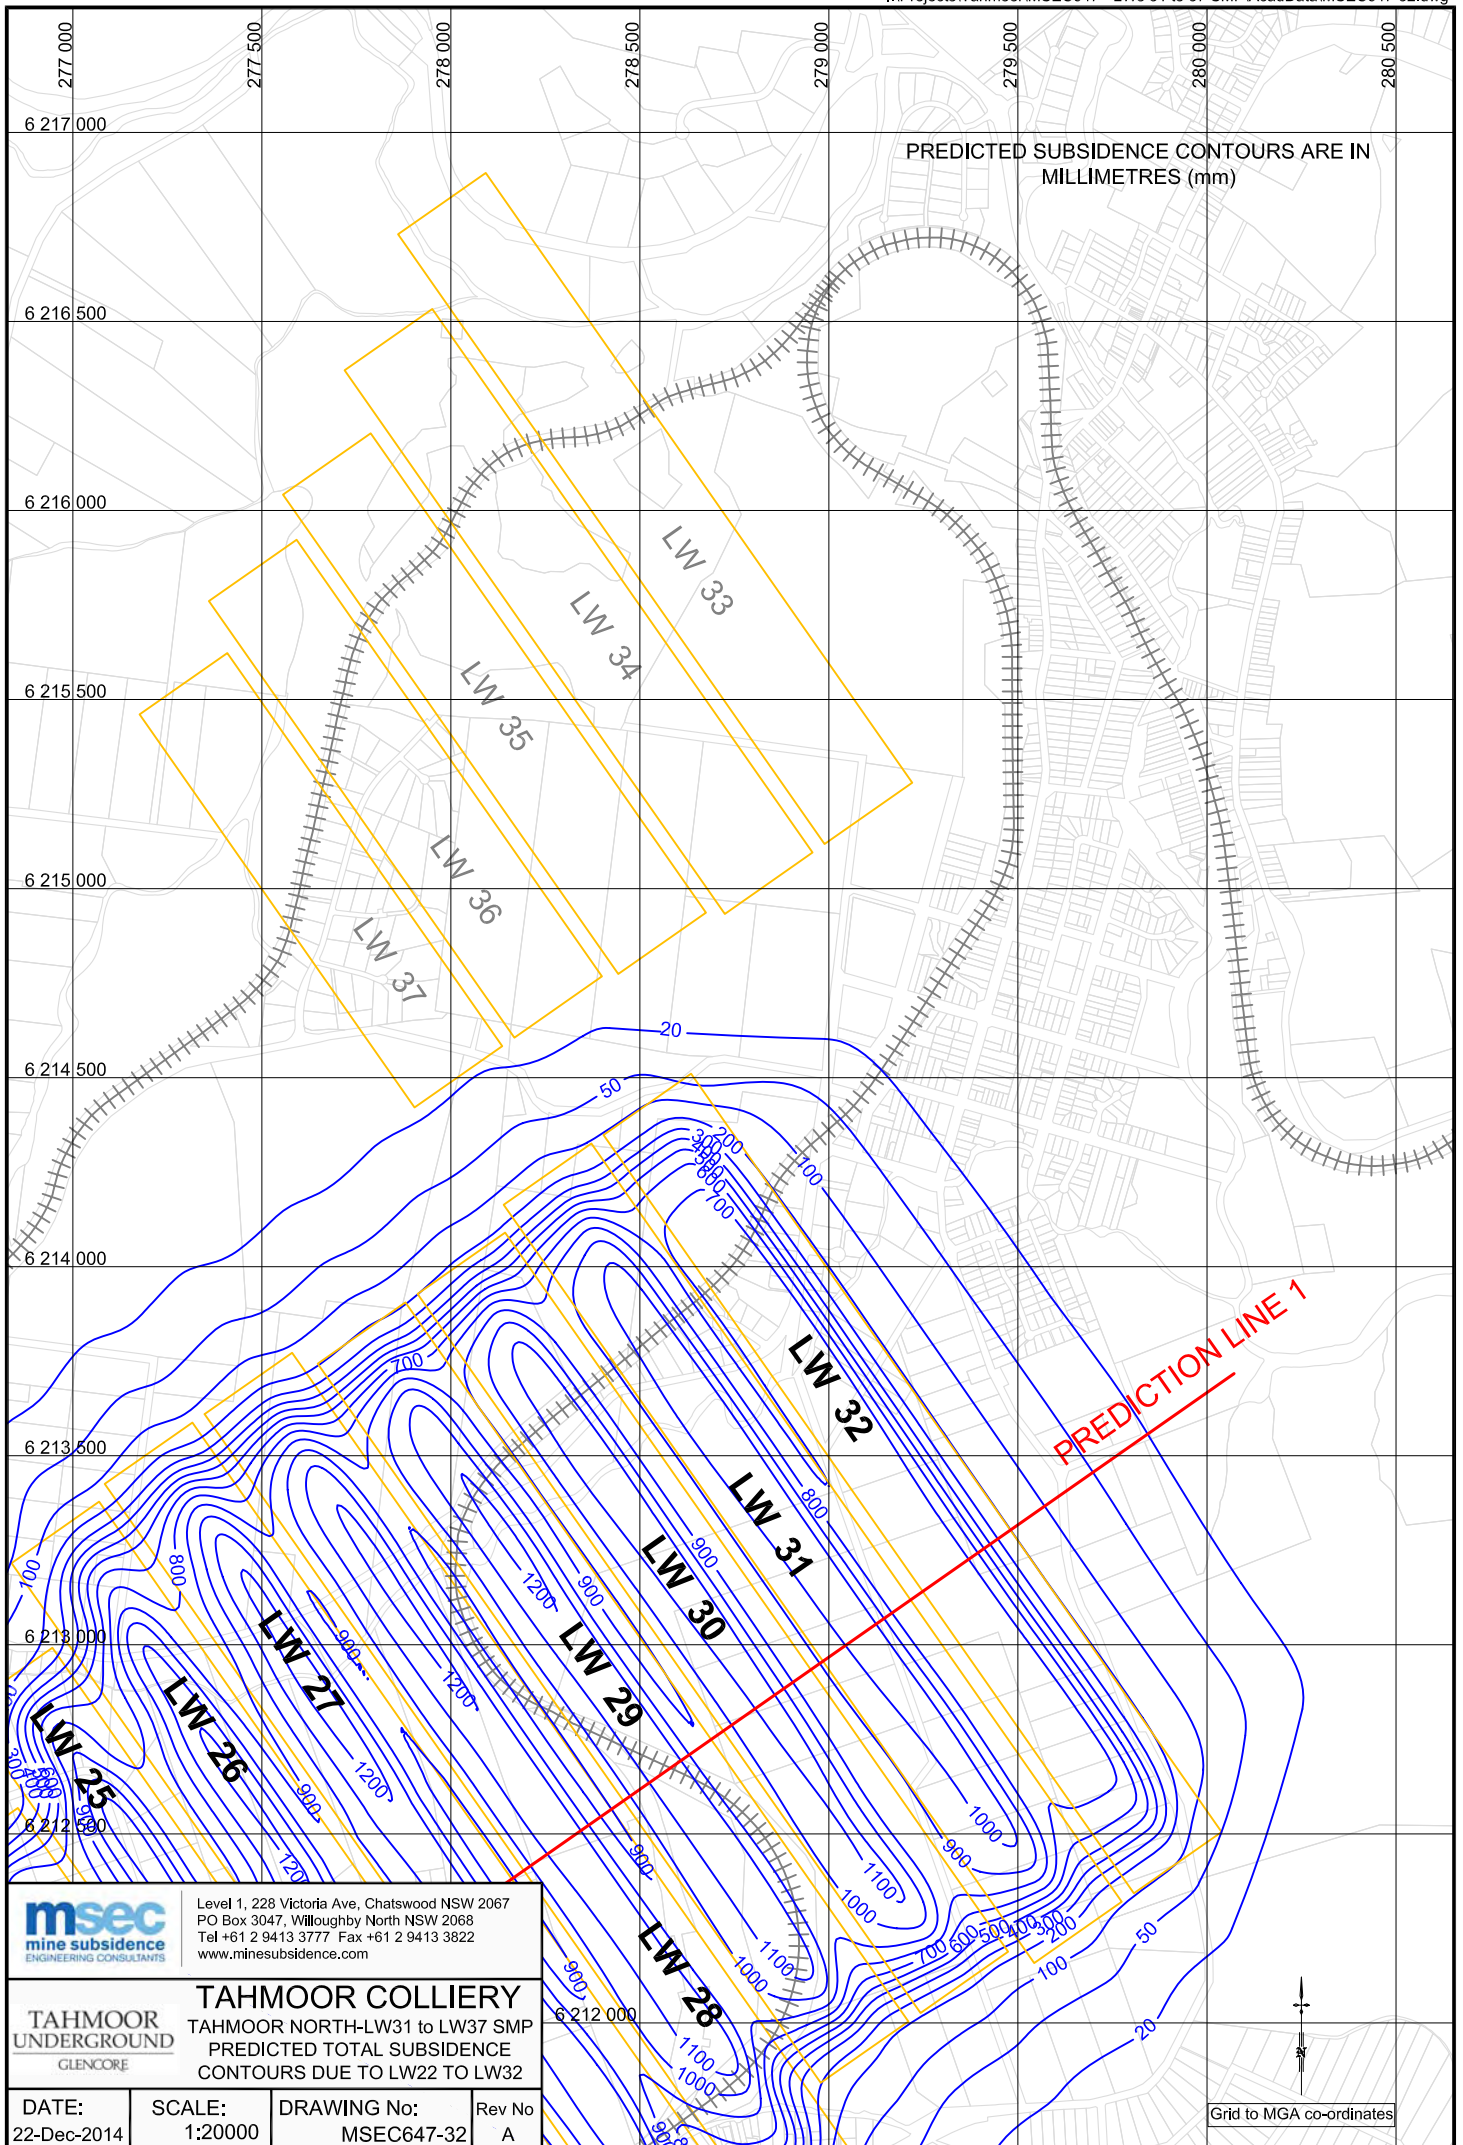 277 000
277 500
278 000
278 500
279 000
279 500
280 000
280 500
6 217 000
PREDICTED SUBSIDENCE CONTOURS ARE IN
MILLIMETRES (mm)
6 216 500
6 216 000
LW 33
LW 34
6 215 500
LW 35
6 215 000
LW 36
LW 37
20
6 214 500
50
200
300
600
100
700
6 214 000
PREDICTION LINE 1
LW 32
700
6 213 500
LW 31
800
900
LW 30
100
800
1200
900
LW 29
6 213 000
LW 27
900
1200
LW 26
LW 25
300
400
600
900
900
1200
6 212 500
1000
900
900
1100
1000
700
600
500
400
300
200
50
100
LW 28
1100
1000
900
6 212 000
20
1100
1000
msec
mine subsidence
ENGINEERING CONSULTANTS
Level 1, 228 Victoria Ave, Chatswood NSW 2067
PO Box 3047, Willoughby North NSW 2068
Tel +61 2 9413 3777 Fax +61 2 9413 3822
www.minesubsidence.com
TAHMOOR
UNDERGROUND
GLENCORE
TAHMOOR COLLIERY
TAHMOOR NORTH-LW31 to LW37 SMP
PREDICTED TOTAL SUBSIDENCE
CONTOURS DUE TO LW22 TO LW32
DATE:
22-Dec-2014
SCALE:
1:20000
DRAWING No:
MSEC647-32
Rev No
A
N
Grid to MGA co-ordinates